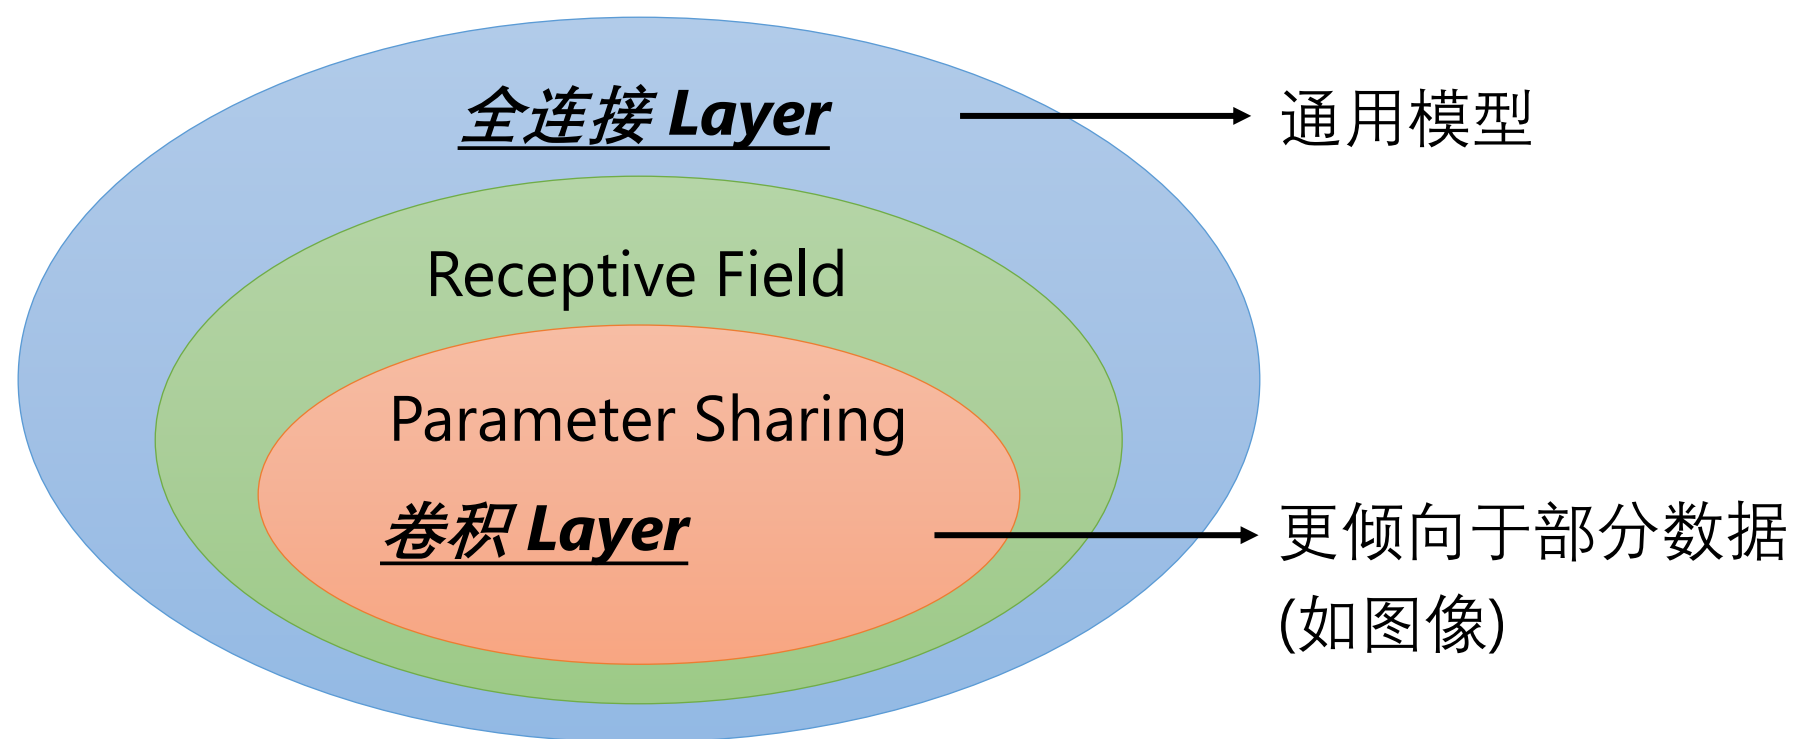 全连接 Layer
通用模型
Receptive Field
Parameter Sharing
卷积 Layer
更倾向于部分数据
(如图像)